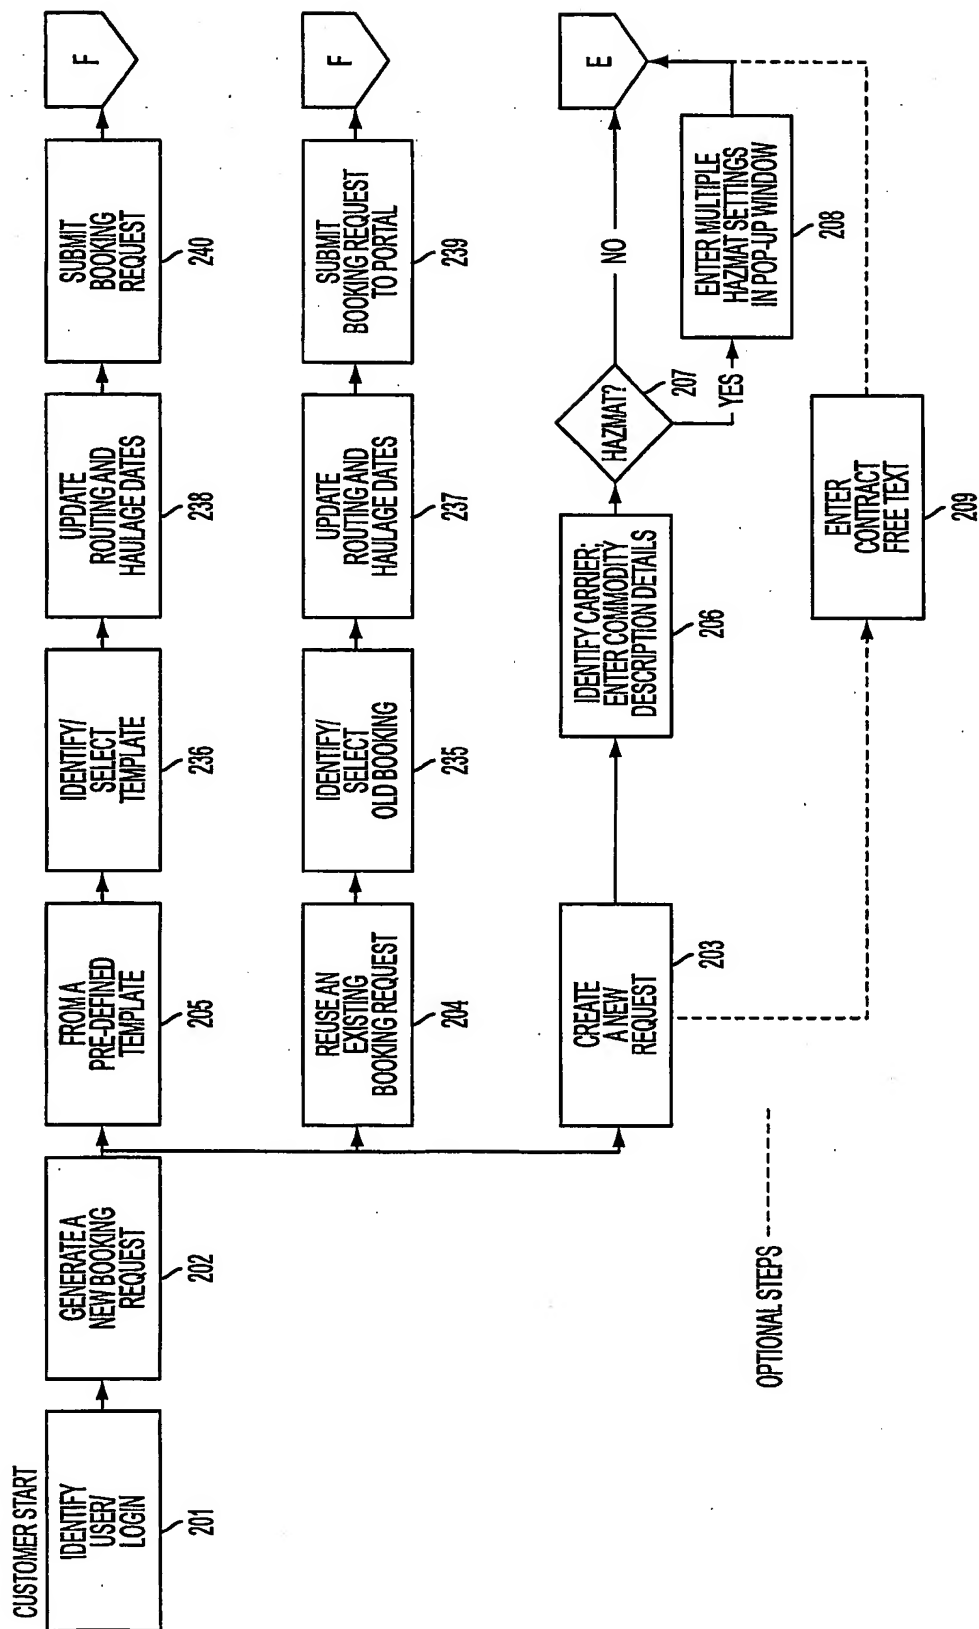 CUSTOMER START
IDENTIFY
USER/
LOGIN
201
GENERATE A
NEW BOOKING
REQUEST
202
FROM A
PRE-DEFINED
TEMPLATE
205
IDENTIFY/
SELECT
TEMPLATE
236
UPDATE
ROUTING AND
HAULAGE DATES
238
SUBMIT
BOOKING
REQUEST
240
F
REUSE AN
EXISTING
BOOKING REQUEST
204
IDENTIFY/
SELECT
OLD BOOKING
235
UPDATE
ROUTING AND
HAULAGE DATES
237
SUBMIT
BOOKING REQUEST
TO PORTAL
239
F
CREATE
A NEW
REQUEST
203
IDENTIFY CARRIER;
ENTER COMMODITY
DESCRIPTION DETAILS
206
HAZMAT?
207
NO
YES
ENTER MULTIPLE
HAZMAT SETTINGS
IN POP-UP WINDOW
208
E
ENTER
CONTRACT
FREE TEXT
209
OPTIONAL STEPS